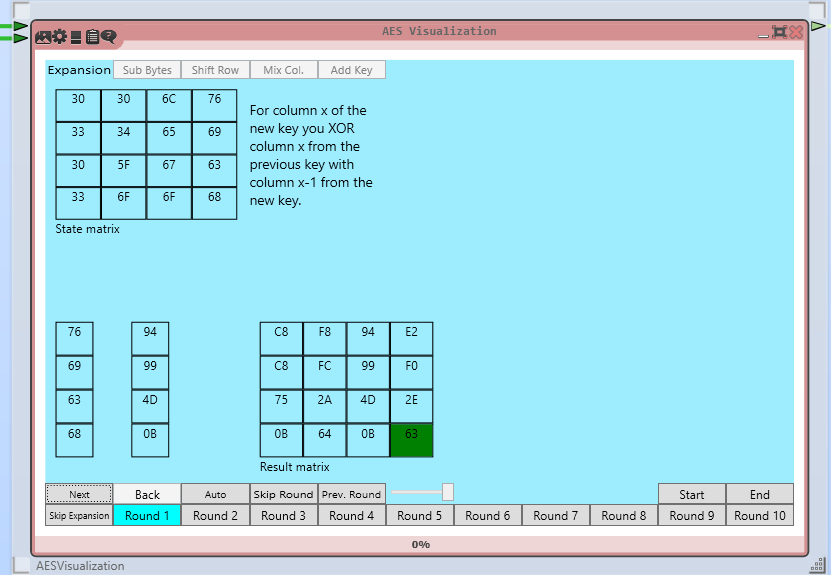 AES Visualization
Expansion Sub Bytes Shift Row Mix Col. Add Key
30 30 6C 76
33 34 65 69
30 5F 67 63
33 6F 6F 68
State matrix
For column x of the
new key you XOR
column x from the
previous key with
column x-1 from the
new key.
76 94 C8 F8 94 E2
69 99 C8 FC 99 F0
63 4D 75 2A 4D 2E
68 0B 0B 64 0B 63
Result matrix
Next Back Auto Skip Round Prev. Round Start End
Skip Expansion Round 1 Round 2 Round 3 Round 4 Round 5 Round 6 Round 7 Round 8 Round 9 Round 10
0%
AESVisualization